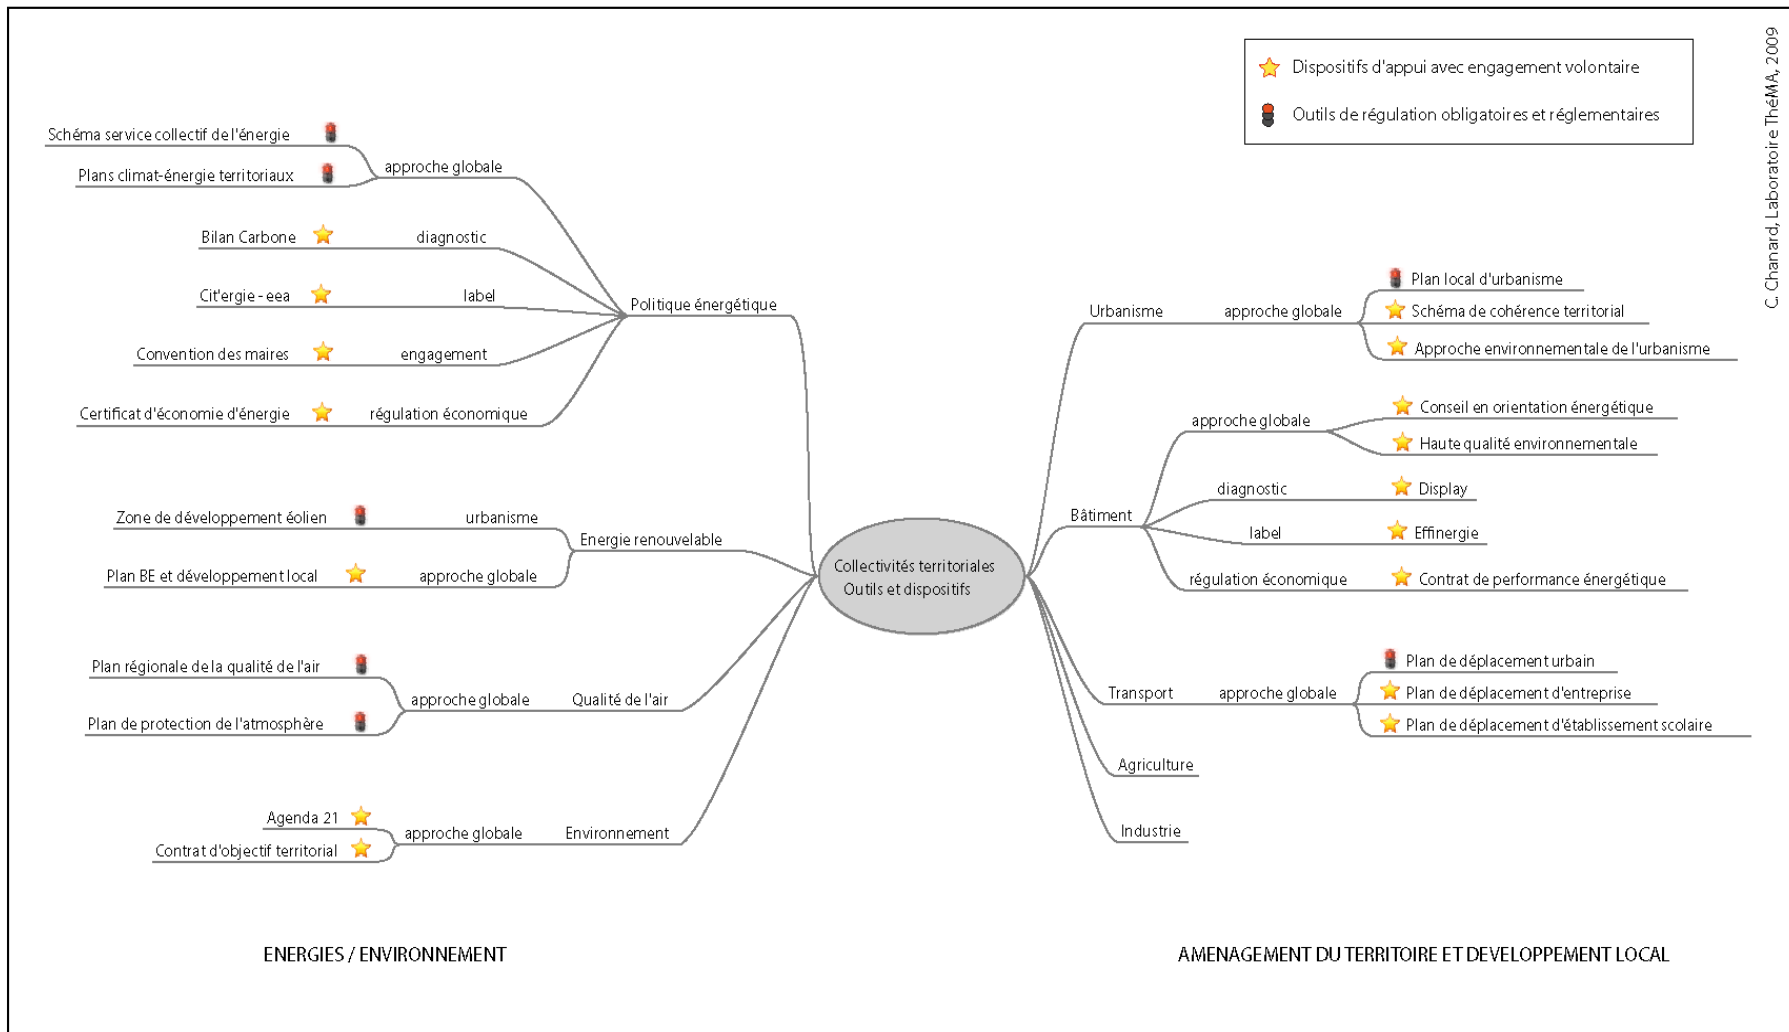 Dispositifs d'appui avec engagement volontaire
Outils de régulation obligatoires et réglementaires
C. Chanard, Laboratoire ThéMA, 2009
Schéma service collectif de l'énergie
Plans climat-énergie territoriaux
approche globale
Bilan Carbone
diagnostic
Cit'ergie - eea
label
Convention des maires
engagement
Certificat d'économie d'énergie
régulation économique
Politique énergétique
Zone de développement éolien
urbanisme
Plan BE et développement local
approche globale
Energie renouvelable
Plan régionale de la qualité de l'air
Plan de protection de l'atmosphère
approche globale
Qualité de l'air
Agenda 21
Contrat d'objectif territorial
approche globale
Environnement
Collectivités territoriales
Outils et dispositifs
Urbanisme
approche globale
Plan local d'urbanisme
Schéma de cohérence territorial
Approche environnementale de l'urbanisme
Bâtiment
approche globale
Conseil en orientation énergétique
Haute qualité environnementale
diagnostic
Display
label
Effinergie
régulation économique
Contrat de performance énergétique
Transport
approche globale
Plan de déplacement urbain
Plan de déplacement d'entreprise
Plan de déplacement d'établissement scolaire
Agriculture
Industrie
ENERGIES / ENVIRONNEMENT
AMENAGEMENT DU TERRITOIRE ET DEVELOPPEMENT LOCAL